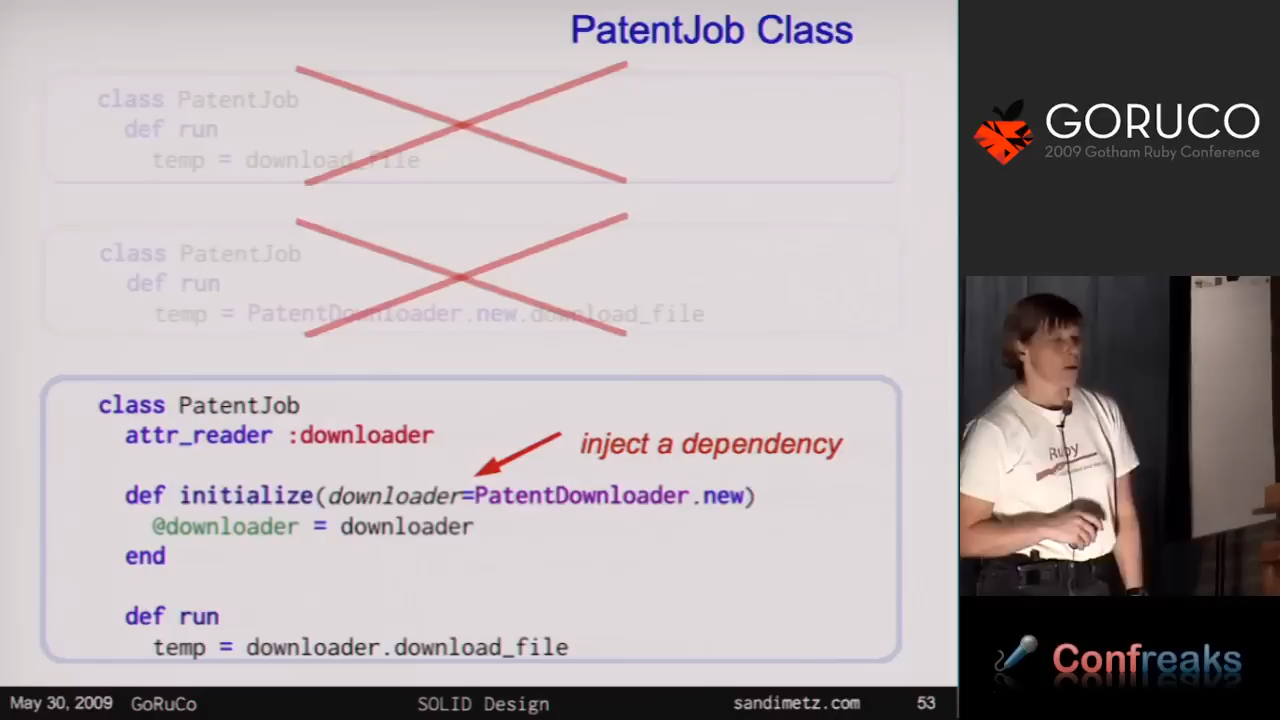 PatentJob Class
class PatentJob
def run
temp = download_file
class PatentJob
def run
temp = PatentDownloader.new.download_file
class PatentJob
attr_reader :downloader
inject a dependency
def initialize(downloader=PatentDownloader.new)
@downloader = downloader
end
def run
temp = downloader.download_file
May 30, 2009 GoRuCo SOLID Design sandimetz.com 53
GORUCO
2009 Gotham Ruby Conference
Ruby
Confreaks